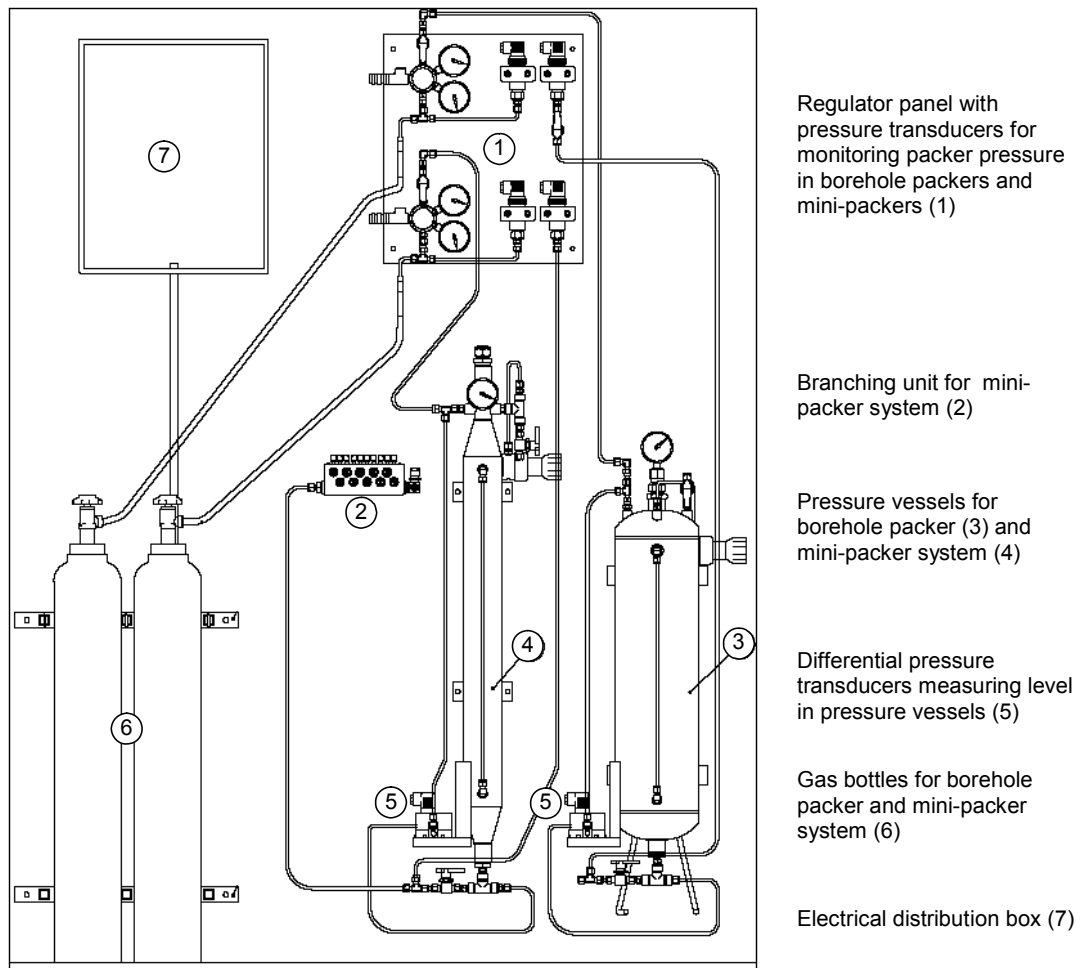 7
1
2
4
3
6
5
5
Regulator panel with
pressure transducers for
monitoring packer pressure
in borehole packers and
mini-packers (1)
Branching unit for mini-
packer system (2)
Pressure vessels for
borehole packer (3) and
mini-packer system (4)
Differential pressure
transducers measuring level
in pressure vessels (5)
Gas bottles for borehole
packer and mini-packer
system (6)
Electrical distribution box (7)